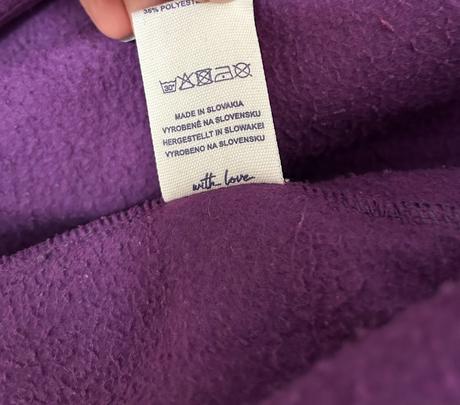 35% POLYEST
30°
MADE IN SLOVAKIA
VYROBENÉ NA SLOVENSKU
HERGESTELLT IN SLOWAKEI
VYROBENO NA SLOVENSKU
with love